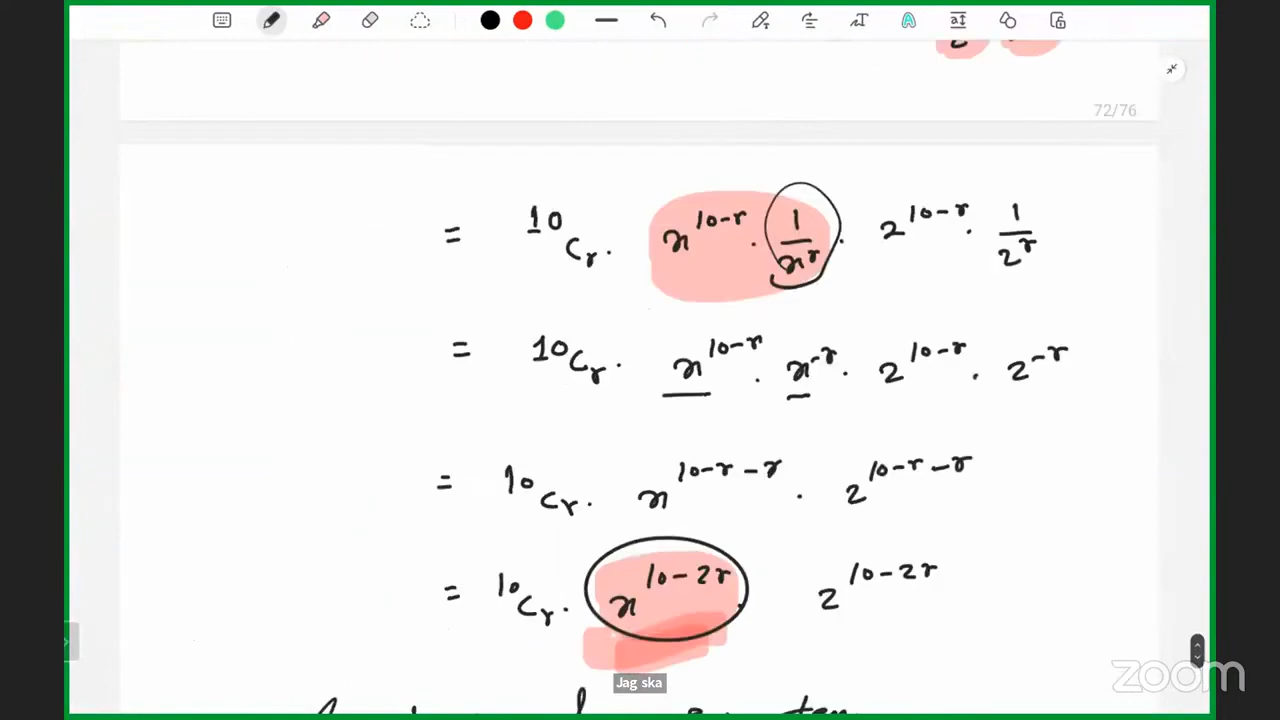 72/76
= ¹⁰Cᵣ . x^(10-r) . 1/x^r . 2^(10-r) . 1/2^r
= ¹⁰Cᵣ . x^(10-r) . x^(-r) . 2^(10-r) . 2^(-r)
= ¹⁰Cᵣ . x^(10-r-r) . 2^(10-r-r)
= ¹⁰Cᵣ . x^(10-2r) . 2^(10-2r)
zoom
Jag ska